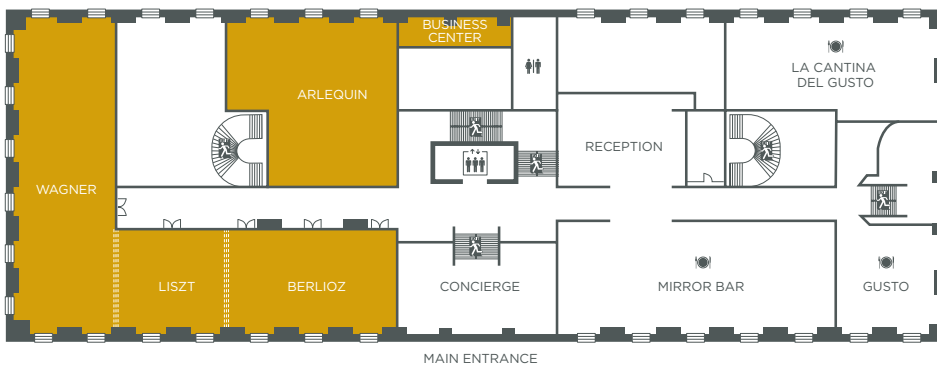 BUSINESS
CENTER
ARLEQUIN
LA CANTINA
DEL GUSTO
RECEPTION
WAGNER
LISZT
BERLIOZ
CONCIERGE
MIRROR BAR
GUSTO
MAIN ENTRANCE